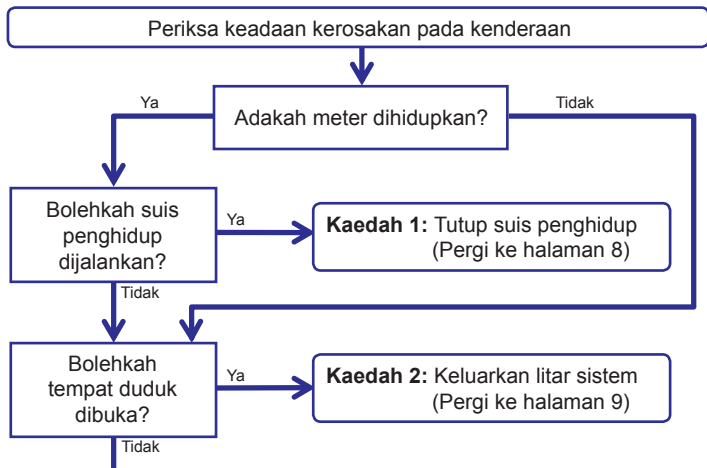 Periksa keadaan kerosakan pada kenderaan
Ya
Adakah meter dihidupkan?
Tidak
Bolehkah suis
penghidup
dijalankan?
Ya
Kaedah 1: Tutup suis penghidup
(Pergi ke halaman 8)
Tidak
Bolehkah
tempat duduk
dibuka?
Ya
Kaedah 2: Keluarkan litar sistem
(Pergi ke halaman 9)
Tidak